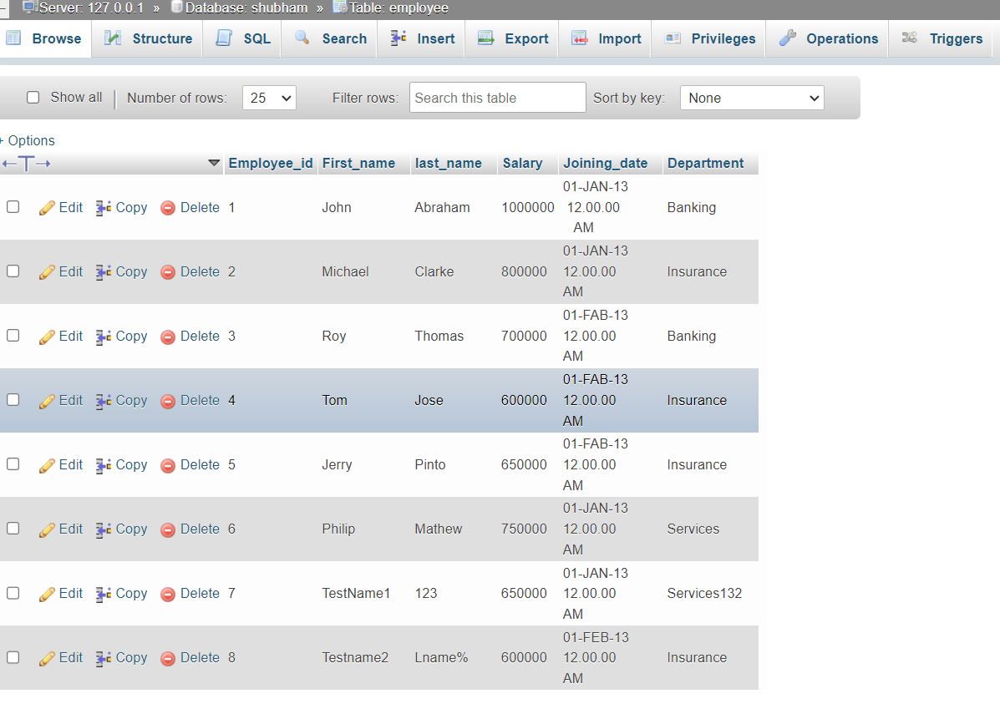 Server: 127.0.0.1 » Database: shubham » Table: employee
Browse Structure SQL Search Insert Export Import Privileges Operations Triggers
Show all Number of rows: 25 Filter rows: Search this table Sort by key: None
+ Options
←T→ Employee_id First_name last_name Salary Joining_date Department
Edit Copy Delete 1 John Abraham 1000000 01-JAN-13 12.00.00 AM Banking
Edit Copy Delete 2 Michael Clarke 800000 01-JAN-13 12.00.00 AM Insurance
Edit Copy Delete 3 Roy Thomas 700000 01-FAB-13 12.00.00 AM Banking
Edit Copy Delete 4 Tom Jose 600000 01-FAB-13 12.00.00 AM Insurance
Edit Copy Delete 5 Jerry Pinto 650000 01-FAB-13 12.00.00 AM Insurance
Edit Copy Delete 6 Philip Mathew 750000 01-JAN-13 12.00.00 AM Services
Edit Copy Delete 7 TestName1 123 650000 01-JAN-13 12.00.00 AM Services132
Edit Copy Delete 8 Testname2 Lname% 600000 01-FEB-13 12.00.00 AM Insurance